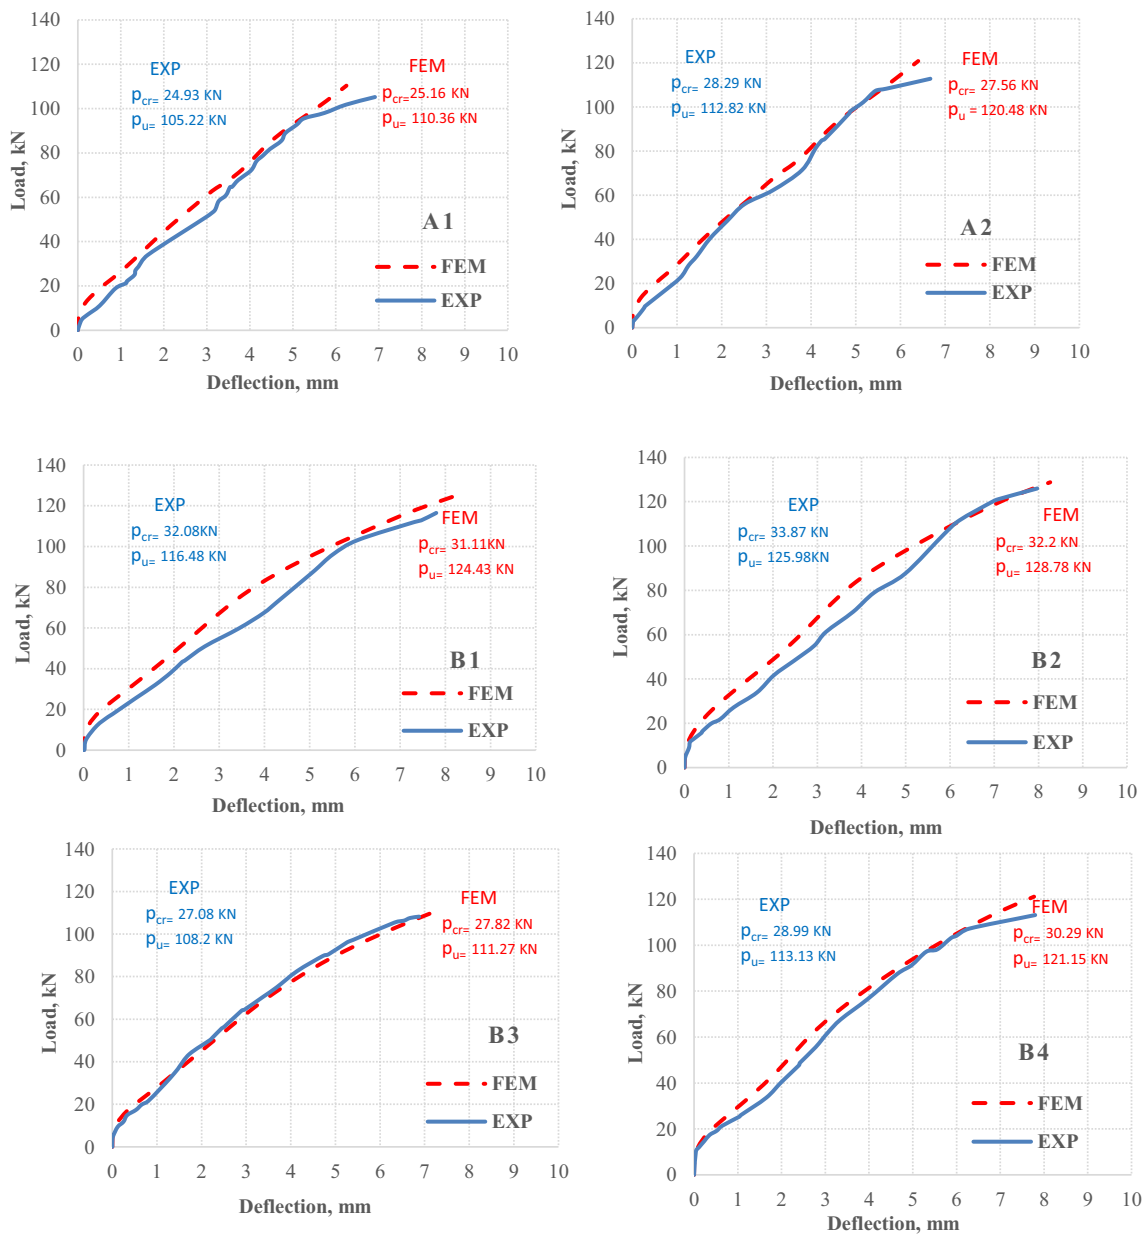 140
120
100
80
60
40
20
0
Load, kN
EXP
pcr= 24.93 KN
pu= 105.22 KN
FEM
pcr=25.16 KN
pu= 110.36 KN
A1
FEM
EXP
0 1 2 3 4 5 6 7 8 9 10
Deflection, mm
140
120
100
80
60
40
20
0
Load, kN
EXP
pcr= 28.29 KN
pu= 112.82 KN
FEM
pcr= 27.56 KN
pu = 120.48 KN
A2
FEM
EXP
0 1 2 3 4 5 6 7 8 9 10
Deflection, mm
140
120
100
80
60
40
20
0
Load, kN
EXP
pcr= 32.08KN
pu= 116.48 KN
FEM
pcr= 31.11KN
pu= 124.43 KN
B1
FEM
EXP
0 1 2 3 4 5 6 7 8 9 10
Deflection, mm
140
120
100
80
60
40
20
0
Load, kN
EXP
pcr= 33.87 KN
pu= 125.98KN
FEM
pcr= 32.2 KN
pu= 128.78 KN
B2
FEM
EXP
0 1 2 3 4 5 6 7 8 9 10
Deflection, mm
140
120
100
80
60
40
20
0
Load, kN
EXP
pcr= 27.08 KN
pu= 108.2 KN
FEM
pcr= 27.82 KN
pu= 111.27 KN
B3
FEM
EXP
0 1 2 3 4 5 6 7 8 9 10
Deflection, mm
140
120
100
80
60
40
20
0
Load, kN
EXP
pcr= 28.99 KN
pu= 113.13 KN
FEM
pcr= 30.29 KN
pu= 121.15 KN
B4
FEM
EXP
0 1 2 3 4 5 6 7 8 9 10
Deflection, mm